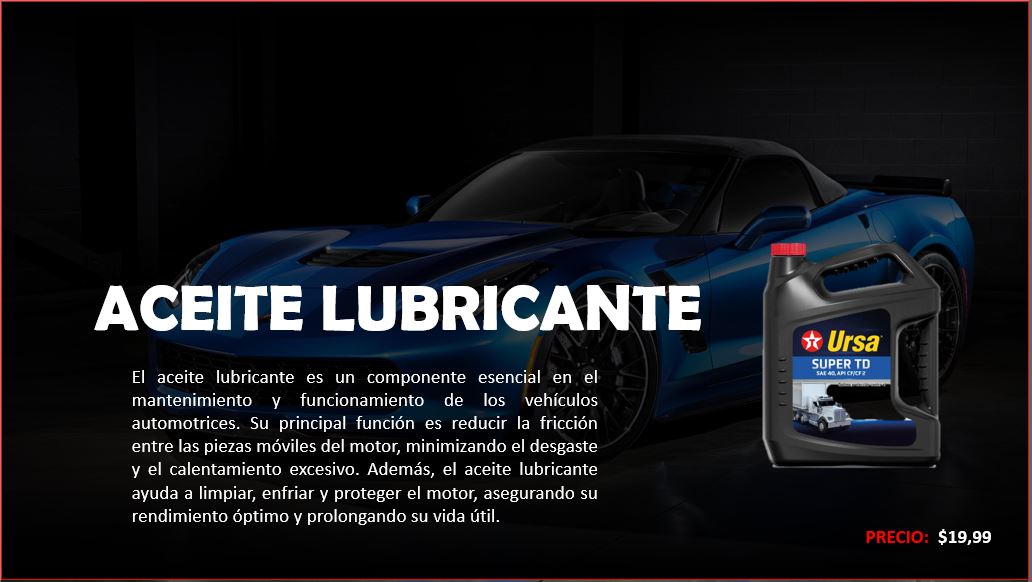 ACEITE LUBRICANTE
El aceite lubricante es un componente esencial en el
mantenimiento y funcionamiento de los vehículos
automotrices. Su principal función es reducir la fricción
entre las piezas móviles del motor, minimizando el desgaste
y el calentamiento excesivo. Además, el aceite lubricante
ayuda a limpiar, enfriar y proteger el motor, asegurando su
rendimiento óptimo y prolongando su vida útil.
Ursa
SUPER TD
SAE 40, API CF/CF 2
PRECIO: $19,99